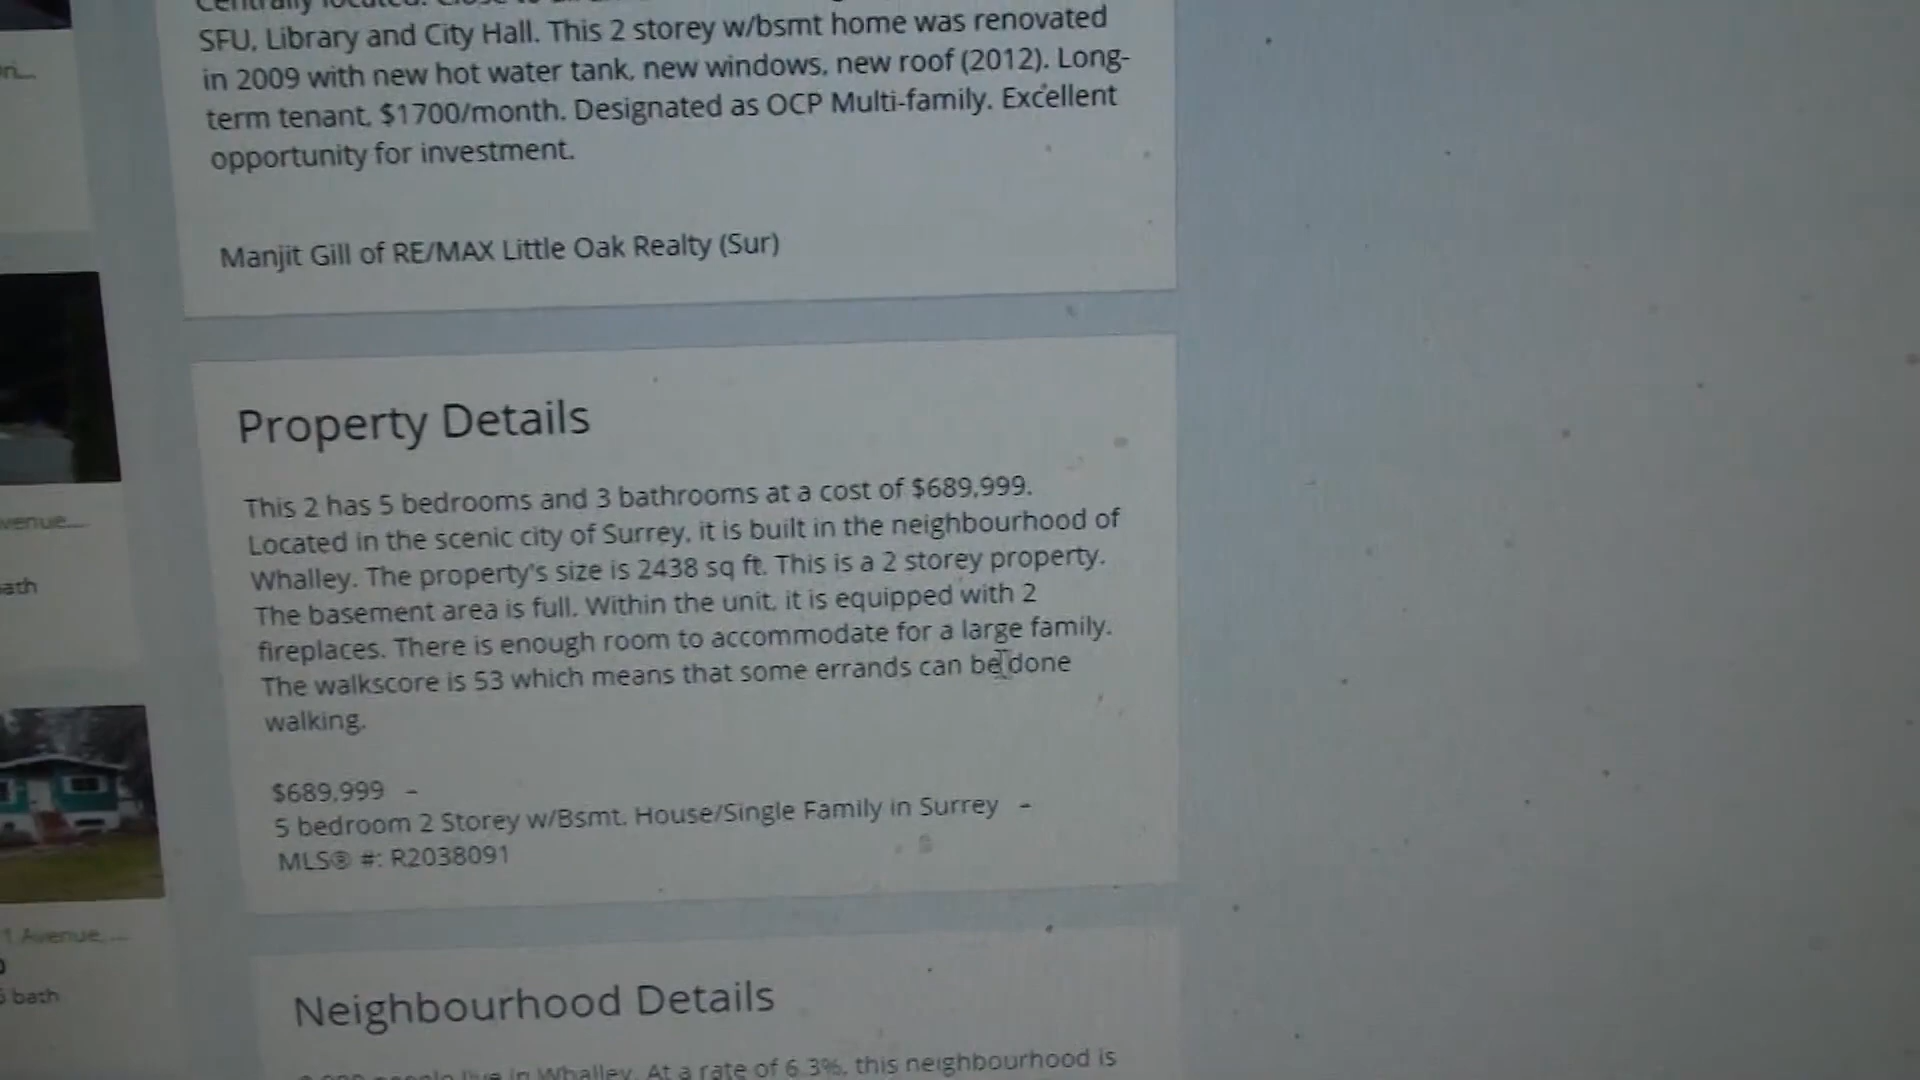 Centrally located. Close to
SFU, Library and City Hall. This 2 storey w/bsmt home was renovated
in 2009 with new hot water tank, new windows, new roof (2012). Long-
term tenant, $1700/month. Designated as OCP Multi-family. Excellent
opportunity for investment.
Manjit Gill of RE/MAX Little Oak Realty (Sur)
Property Details
This 2 has 5 bedrooms and 3 bathrooms at a cost of $689,999.
Located in the scenic city of Surrey, it is built in the neighbourhood of
Whalley. The property's size is 2438 sq ft. This is a 2 storey property.
The basement area is full. Within the unit, it is equipped with 2
fireplaces. There is enough room to accommodate for a large family.
The walkscore is 53 which means that some errands can be done
walking.
$689,999 –
5 bedroom 2 Storey w/Bsmt. House/Single Family in Surrey –
MLS® #: R2038091
Neighbourhood Details
people live in Whalley. At a rate of 6.3%, this neighbourhood is
venue...
ath
1 Avenue, ...
bath